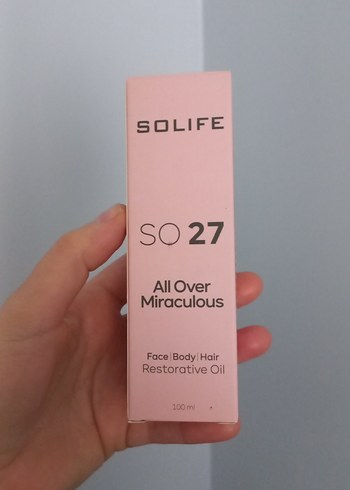 SOLIFE
SO 27
All Over
Miraculous
Face|Body|Hair
Restorative Oil
100 ml